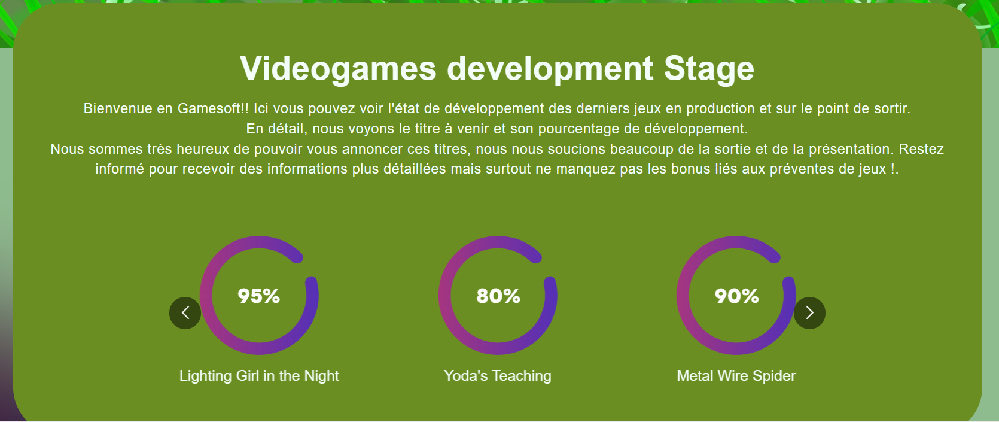 Videogames development Stage
Bienvenue en Gamesoft!! Ici vous pouvez voir l'état de développement des derniers jeux en production et sur le point de sortir.
En détail, nous voyons le titre à venir et son pourcentage de développement.
Nous sommes très heureux de pouvoir vous annoncer ces titres, nous nous soucions beaucoup de la sortie et de la présentation. Restez
informé pour recevoir des informations plus détaillées mais surtout ne manquez pas les bonus liés aux préventes de jeux !.
95%
80%
90%
Lighting Girl in the Night
Yoda's Teaching
Metal Wire Spider